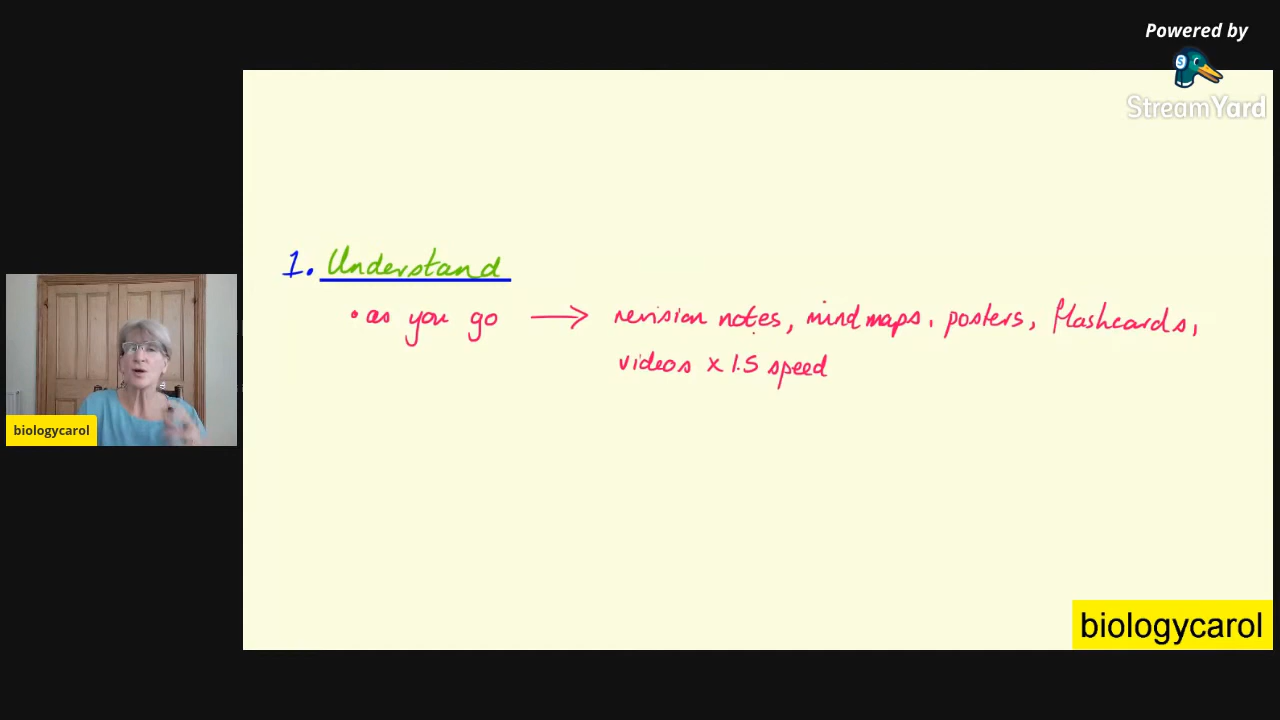 Powered by
StreamYard
1. Understand
• as you go → revision notes, mind maps, posters, flashcards,
videos x 1.5 speed
biologycarol
biologycarol